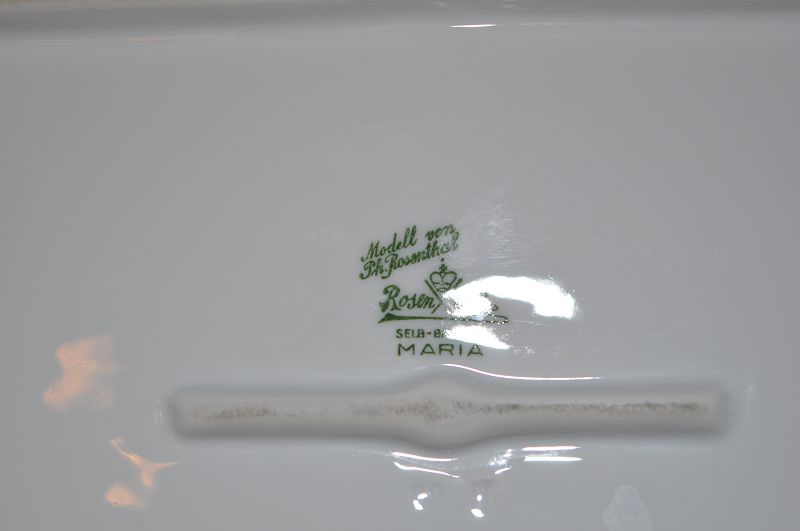 Modell von
Ph. Rosenthal
Rosen
SELB-B
MARIA